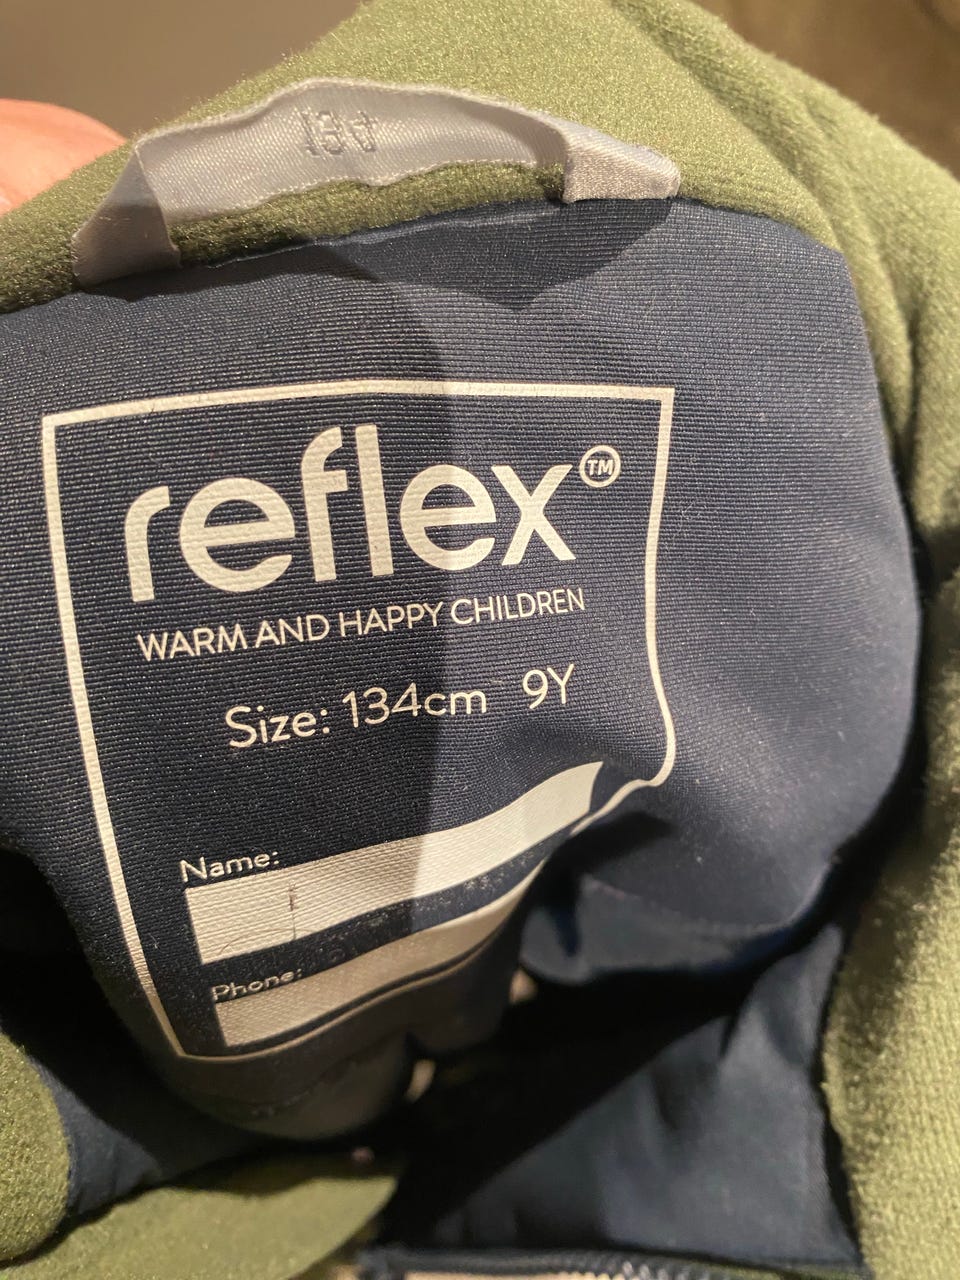 134
reflex™
WARM AND HAPPY CHILDREN
Size: 134cm 9Y
Name:
Phone: